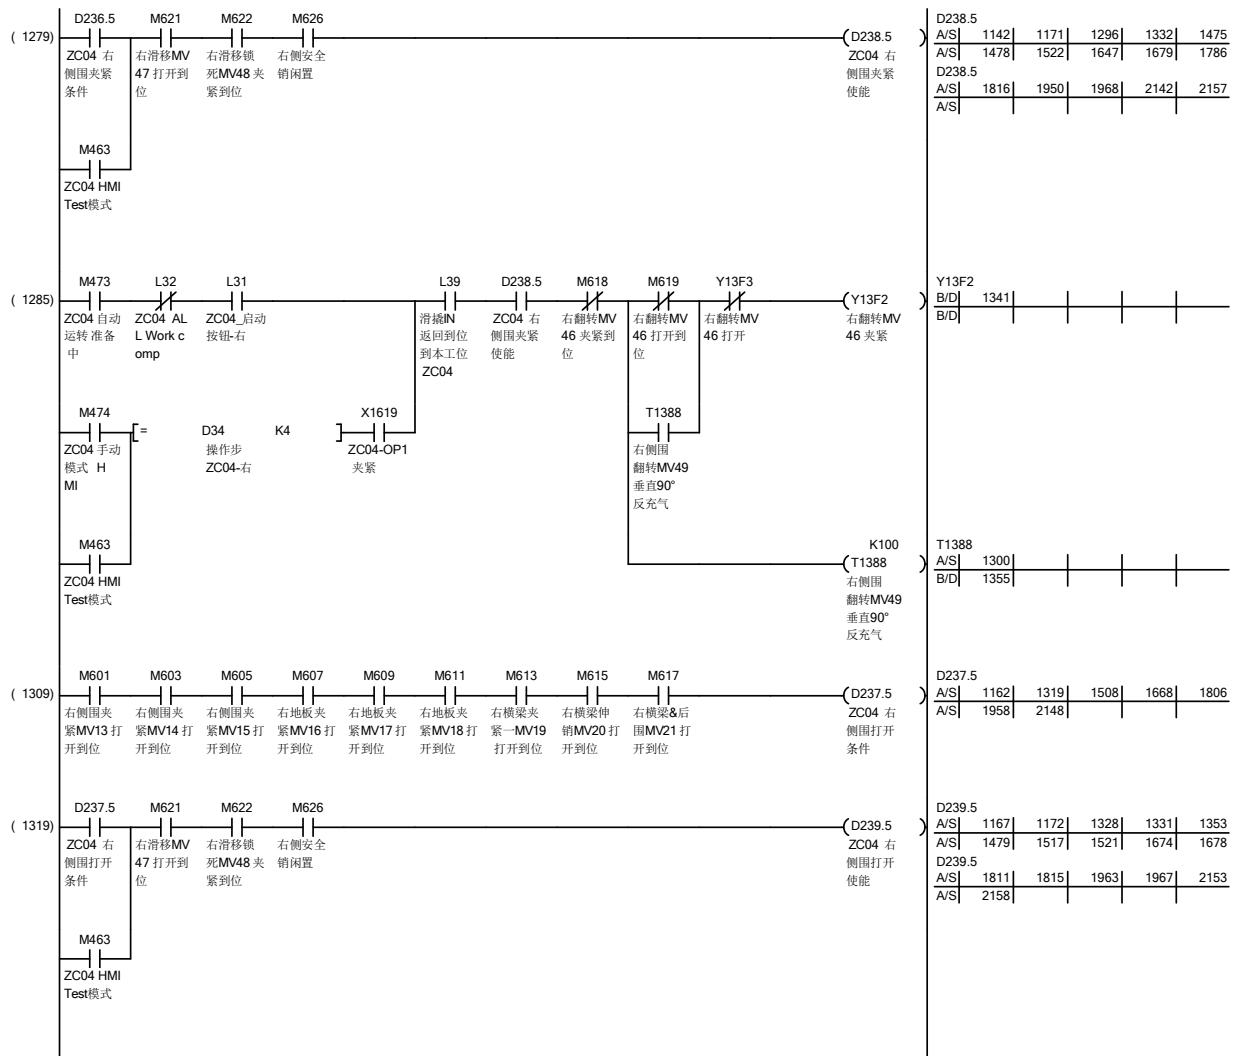 D236.5 M621 M622 M626 D238.5
( 1279) (D238.5 ) A/S 1142 1171 1296 1332 1475
ZC04 右 右滑移MV 右滑移锁 右侧安全 ZC04 右 A/S 1478 1522 1647 1679 1786
侧围夹紧 47 打开到 死MV48 夹 销闲置 侧围夹紧 D238.5
条件 位 紧到位 使能 A/S 1816 1950 1968 2142 2157
A/S
M463
ZC04 HMI
Test模式
M473 L32 L31 L39 D238.5 M618 M619 Y13F3 Y13F2
( 1285) (Y13F2 ) B/D 1341
ZC04 自动 ZC04 AL ZC04_启动 滑撬IN ZC04 右 右翻转MV 右翻转MV 右翻转MV 右翻转MV B/D
运转 准备 L Work c 按钮-右 返回到位 侧围夹紧 46 夹紧到 46 打开到 46 打开 46 夹紧
中 omp 到本工位 使能 位 位
ZC04
M474 X1619 T1388
[= D34 K4 ]
ZC04 手动 操作步 ZC04-OP1 右侧围
模式 H ZC04-右 夹紧 翻转MV49
MI 垂直90°
反充气
M463 K100 T1388
(T1388 ) A/S 1300
ZC04 HMI 右侧围 B/D 1355
Test模式 翻转MV49
垂直90°
反充气
M601 M603 M605 M607 M609 M611 M613 M615 M617 D237.5
( 1309) (D237.5 ) A/S 1162 1319 1508 1668 1806
右侧围夹 右侧围夹 右侧围夹 右地板夹 右地板夹 右地板夹 右横梁夹 右横梁伸 右横梁&后 ZC04 右 A/S 1958 2148
紧MV13 打 紧MV14 打 紧MV15 打 紧MV16 打 紧MV17 打 紧MV18 打 紧一MV19 销MV20 打 围MV21 打 侧围打开
开到位 开到位 开到位 开到位 开到位 开到位 打开到位 开到位 开到位 条件
D237.5 M621 M622 M626 D239.5
( 1319) (D239.5 ) A/S 1167 1172 1328 1331 1353
ZC04 右 右滑移MV 右滑移锁 右侧安全 ZC04 右 A/S 1479 1517 1521 1674 1678
侧围打开 47 打开到 死MV48 夹 销闲置 侧围打开 D239.5
条件 位 紧到位 使能 A/S 1811 1815 1963 1967 2153
A/S 2158
M463
ZC04 HMI
Test模式